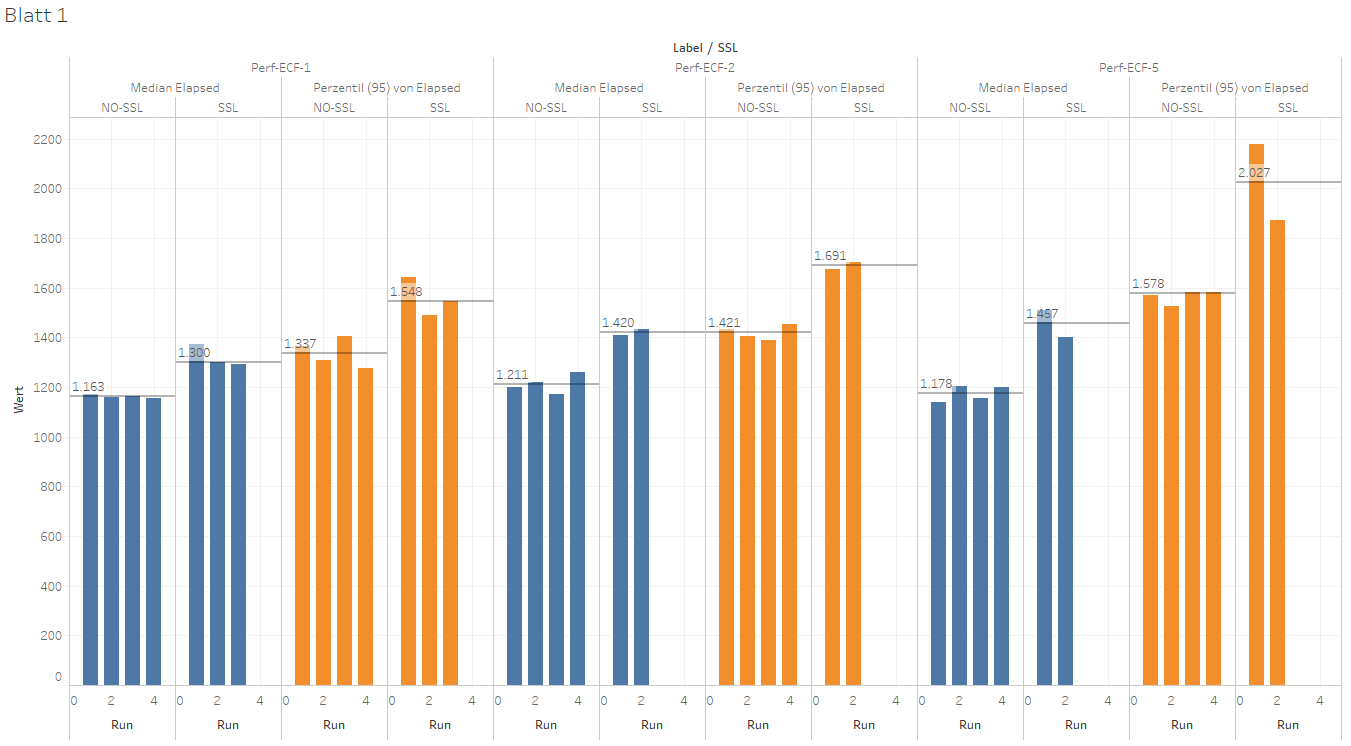 Blatt 1
Label / SSL
Perf-ECF-1 Perf-ECF-2 Perf-ECF-5
Median Elapsed Perzentil (95) von Elapsed Median Elapsed Perzentil (95) von Elapsed Median Elapsed Perzentil (95) von Elapsed
NO-SSL SSL NO-SSL SSL NO-SSL SSL NO-SSL SSL NO-SSL SSL NO-SSL SSL
2200
2.027
2000
1800
1.691
1600
1.548
1.578
1.457
1400
1.420 1.421
1.337
1.300
1200
1.163
1.211
1.178
1000
800
600
400
200
0
Wert
0 2 4 0 2 4 0 2 4 0 2 4 0 2 4 0 2 4 0 2 4 0 2 4 0 2 4 0 2 4 0 2 4 0 2 4
Run Run Run Run Run Run Run Run Run Run Run Run